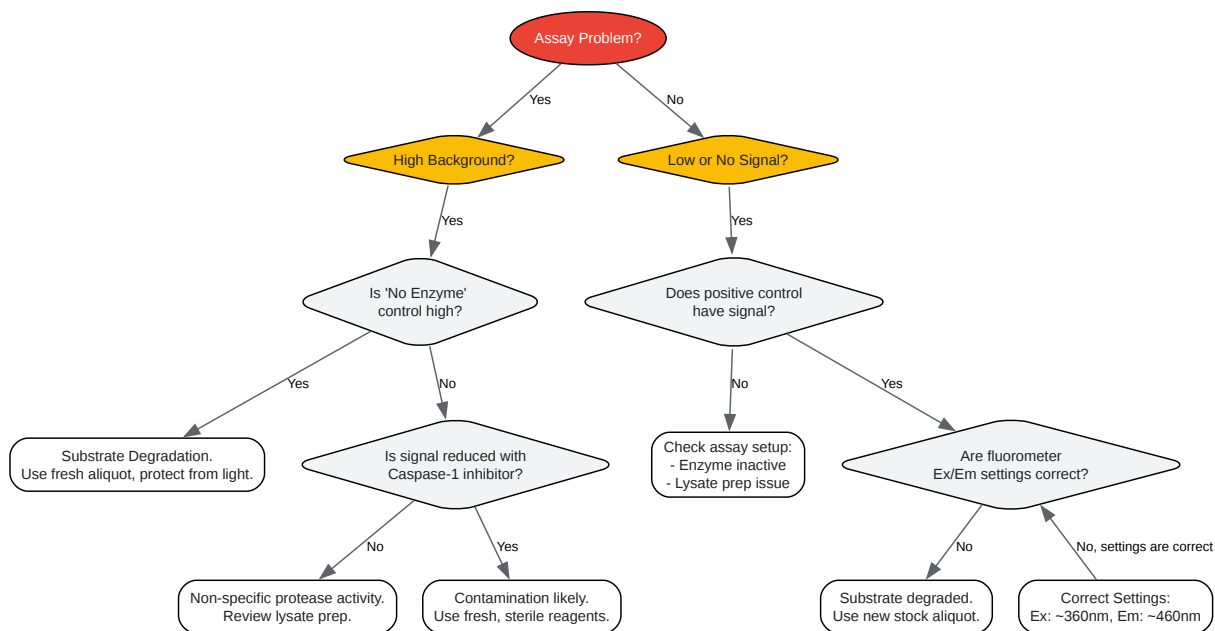 Assay Problem?
Yes
No
High Background?
Low or No Signal?
Yes
Yes
Is 'No Enzyme'
control high?
Does positive control
have signal?
Yes
No
No
Yes
Substrate Degradation.
Use fresh aliquot, protect from light.
Is signal reduced with
Caspase-1 inhibitor?
Check assay setup:
- Enzyme inactive
- Lysate prep issue
Are fluorometer
Ex/Em settings correct?
No
Yes
No
No, settings are correct
Non-specific protease activity.
Review lysate prep.
Contamination likely.
Use fresh, sterile reagents.
Substrate degraded.
Use new stock aliquot.
Correct Settings:
Ex: ~360nm, Em: ~460nm